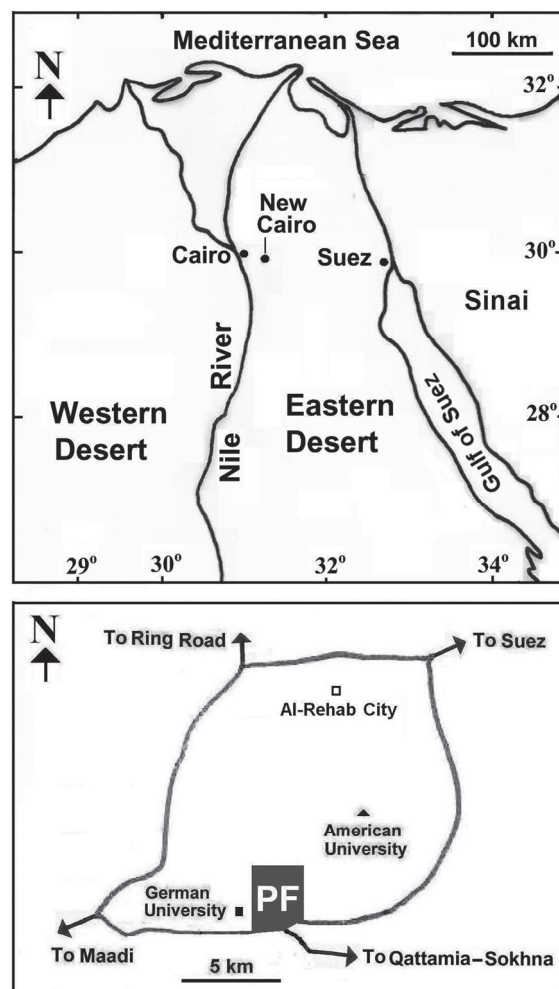 Mediterranean Sea
100 km
N
32°
New
Cairo
Cairo
Suez
30°
Sinai
River
Nile
Western
Desert
Eastern
Desert
Gulf of Suez
28°
29°
30°
32°
34°
N
To Ring Road
To Suez
Al-Rehab City
American
University
German
University
PF
To Maadi
To Qattamia–Sokhna
5 km